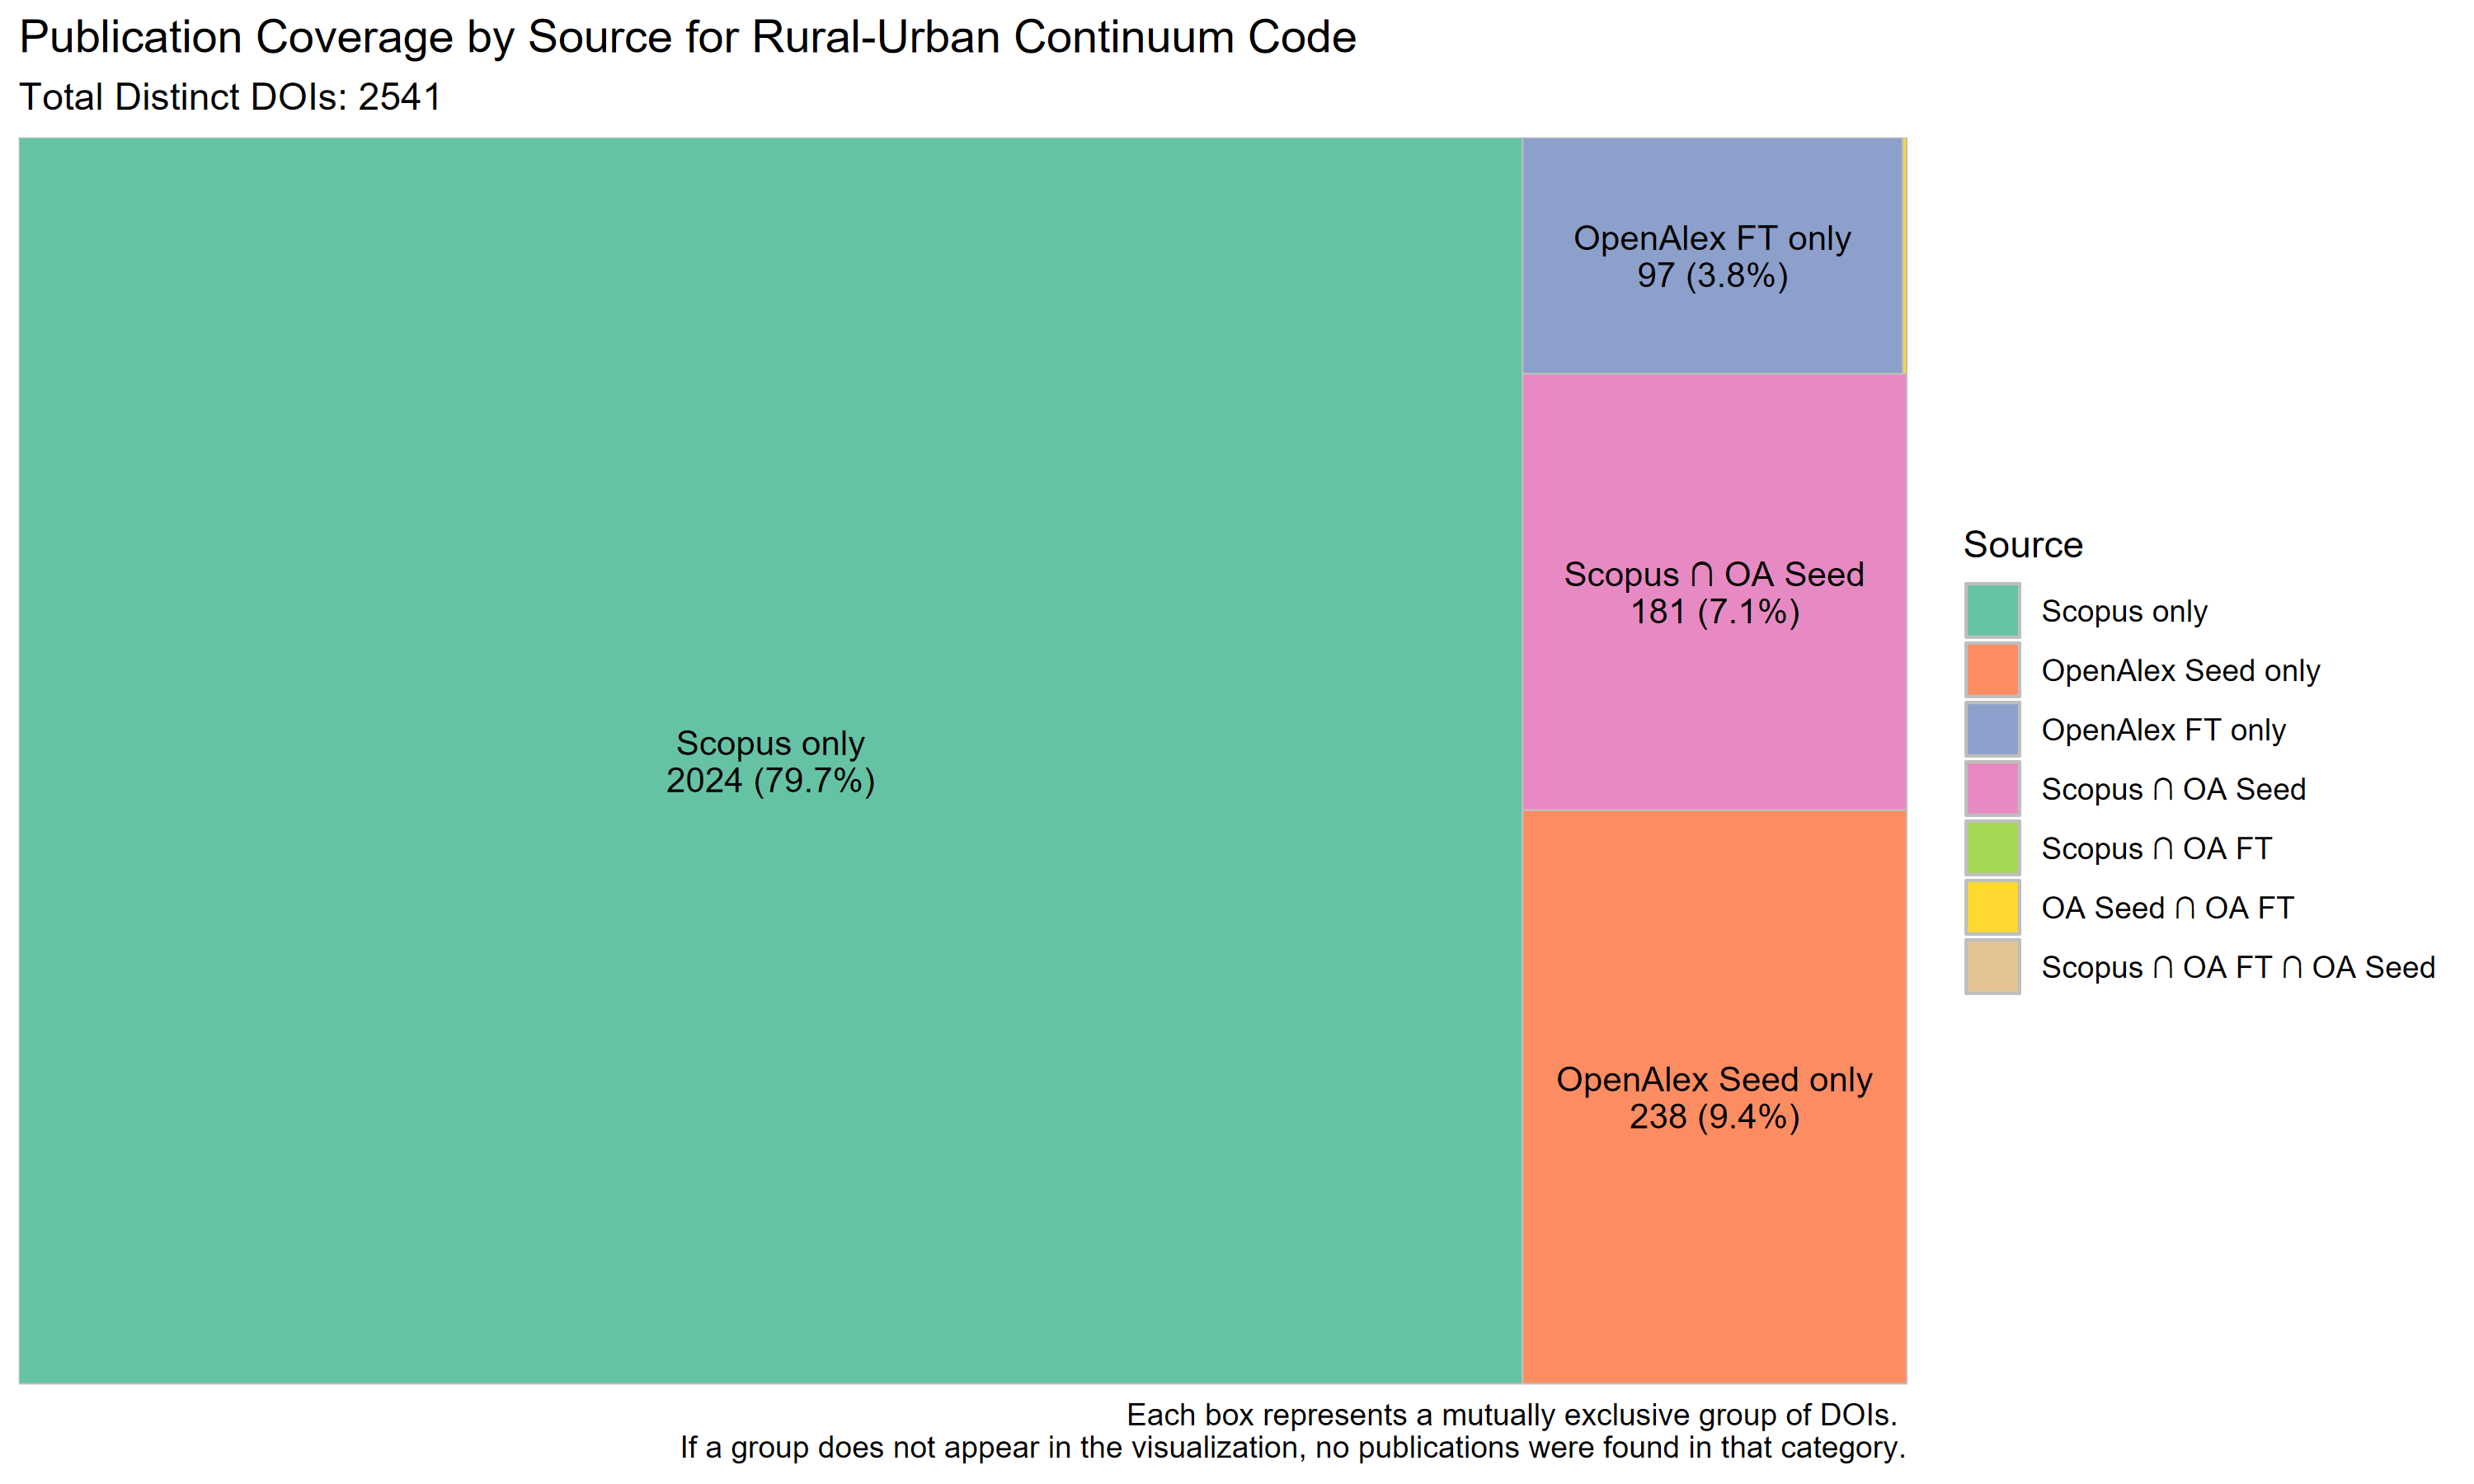 Publication Coverage by Source for Rural-Urban Continuum Code
Total Distinct DOIs: 2541
Scopus only
2024 (79.7%)
OpenAlex FT only
97 (3.8%)
Scopus ∩ OA Seed
181 (7.1%)
OpenAlex Seed only
238 (9.4%)
Source
Scopus only
OpenAlex Seed only
OpenAlex FT only
Scopus ∩ OA Seed
Scopus ∩ OA FT
OA Seed ∩ OA FT
Scopus ∩ OA FT ∩ OA Seed
Each box represents a mutually exclusive group of DOIs.
If a group does not appear in the visualization, no publications were found in that category.